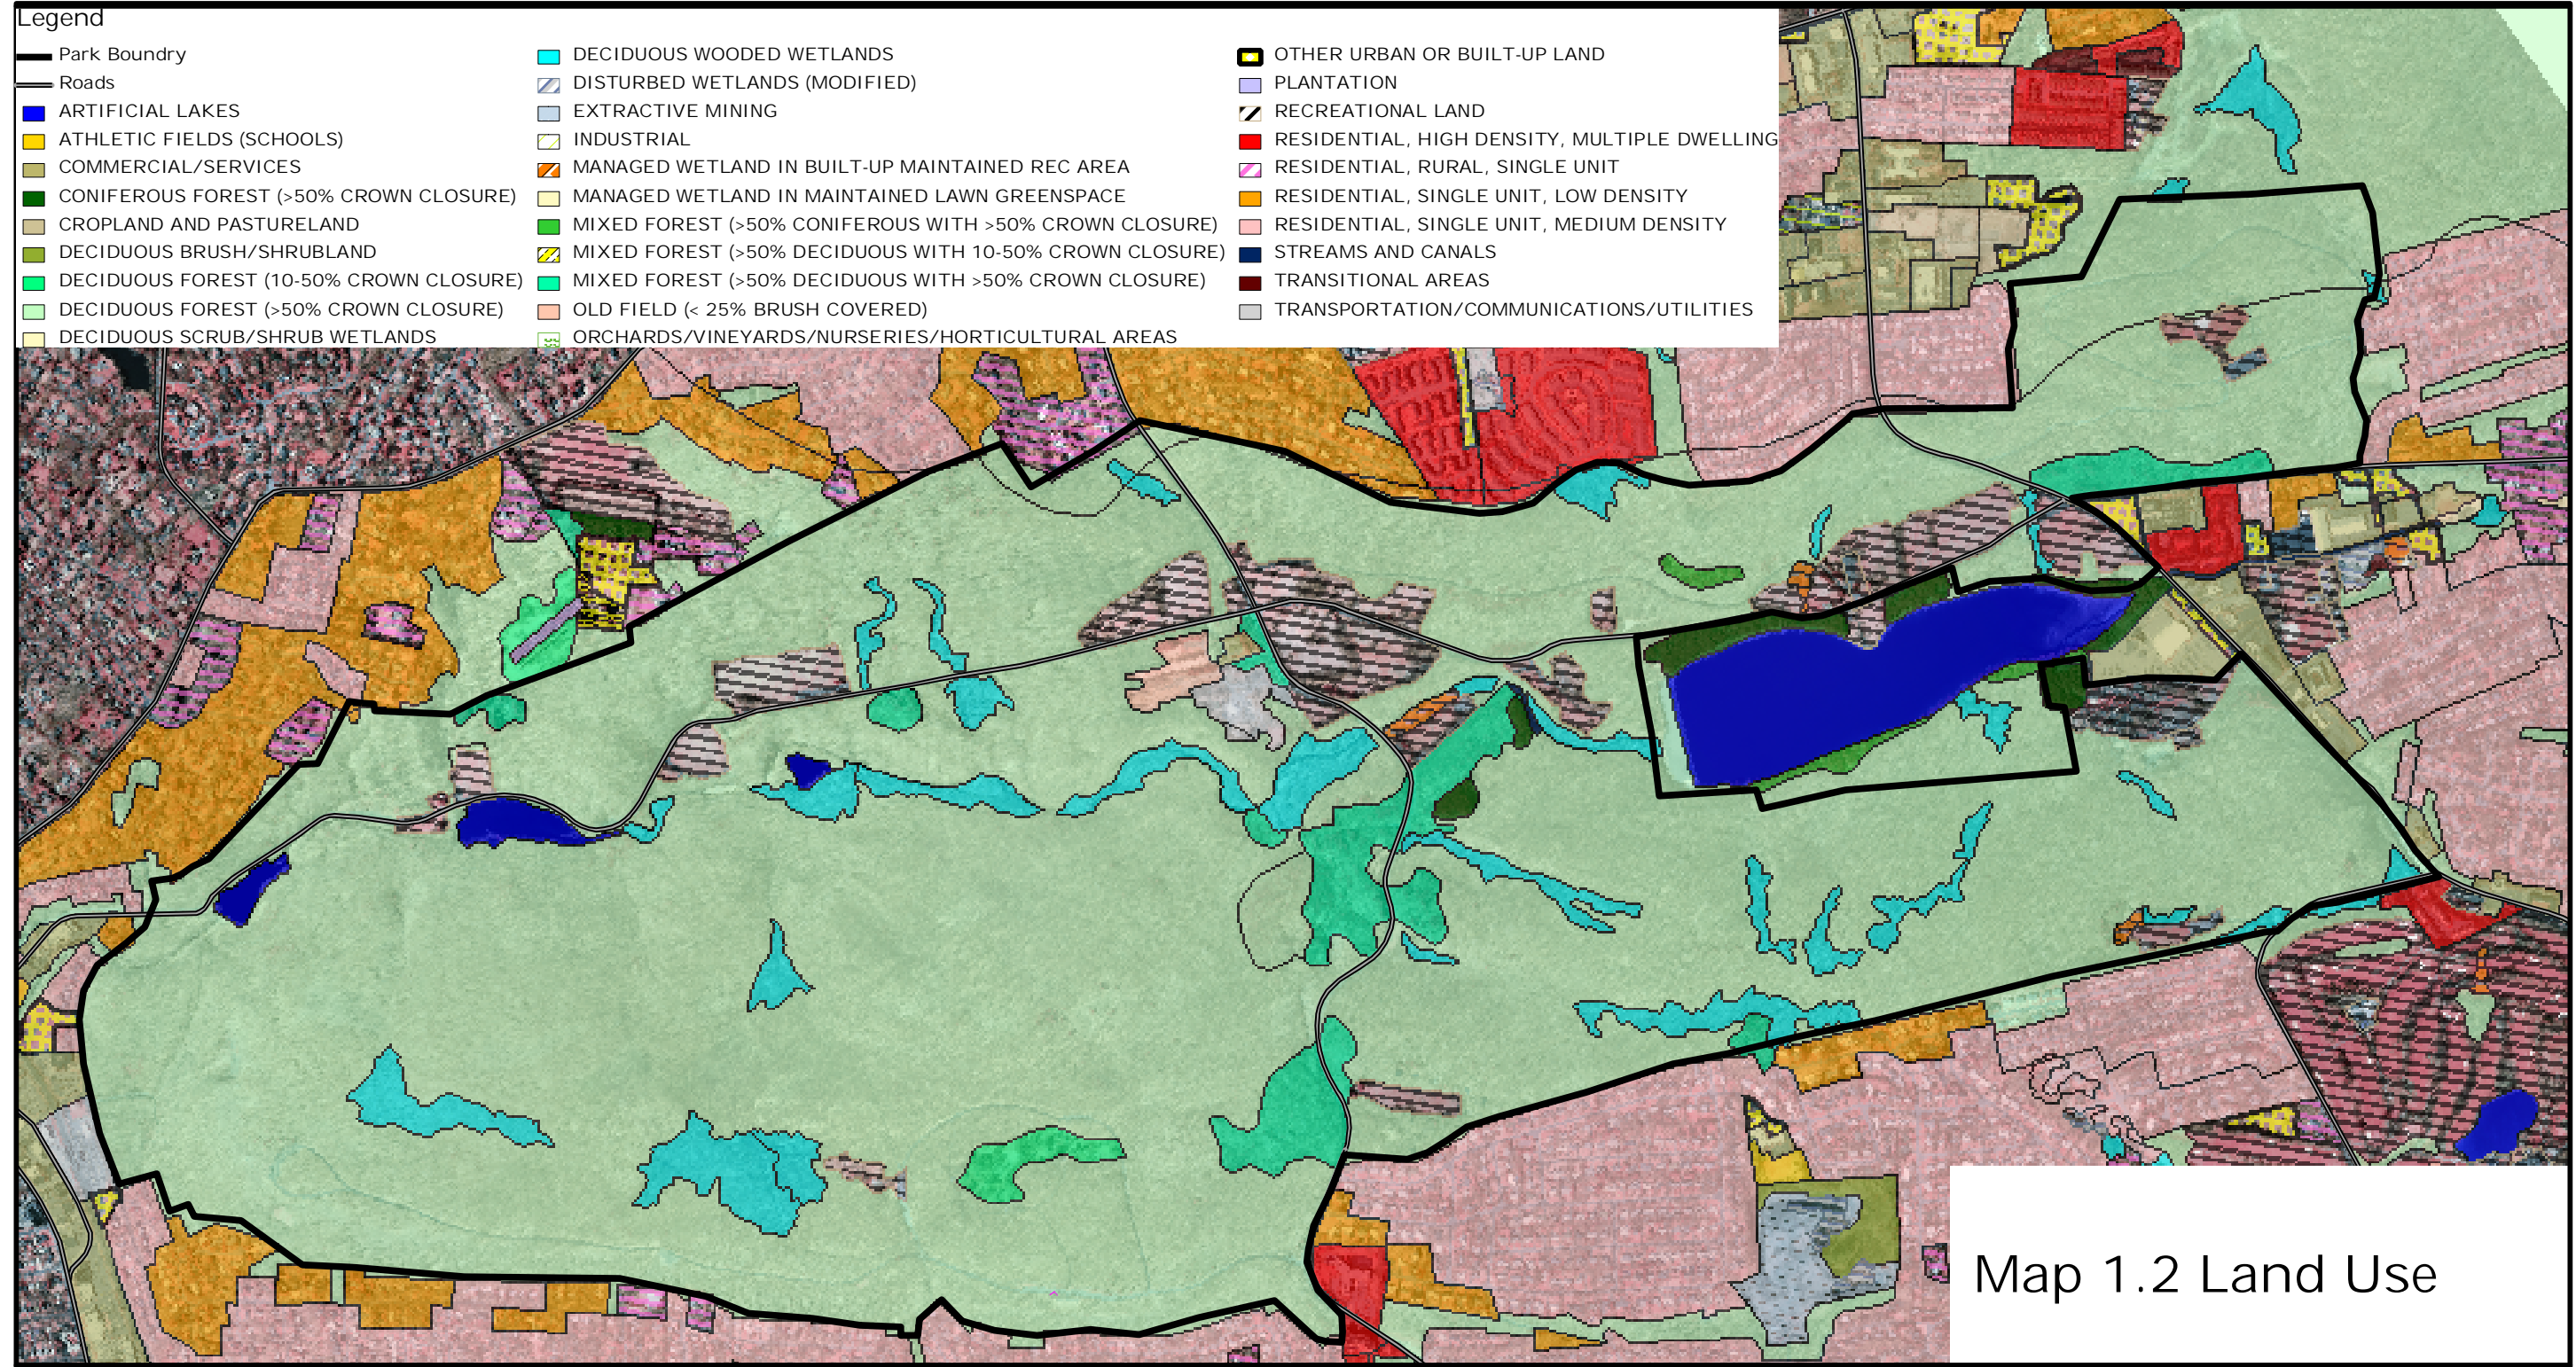 Legend
Park Boundry
Roads
ARTIFICIAL LAKES
ATHLETIC FIELDS (SCHOOLS)
COMMERCIAL/SERVICES
CONIFEROUS FOREST (>50% CROWN CLOSURE)
CROPLAND AND PASTURELAND
DECIDUOUS BRUSH/SHRUBLAND
DECIDUOUS FOREST (10-50% CROWN CLOSURE)
DECIDUOUS FOREST (>50% CROWN CLOSURE)
DECIDUOUS SCRUB/SHRUB WETLANDS
DECIDUOUS WOODED WETLANDS
DISTURBED WETLANDS (MODIFIED)
EXTRACTIVE MINING
INDUSTRIAL
MANAGED WETLAND IN BUILT-UP MAINTAINED REC AREA
MANAGED WETLAND IN MAINTAINED LAWN GREENSPACE
MIXED FOREST (>50% CONIFEROUS WITH >50% CROWN CLOSURE)
MIXED FOREST (>50% DECIDUOUS WITH 10-50% CROWN CLOSURE)
MIXED FOREST (>50% DECIDUOUS WITH >50% CROWN CLOSURE)
OLD FIELD (< 25% BRUSH COVERED)
ORCHARDS/VINEYARDS/NURSERIES/HORTICULTURAL AREAS
OTHER URBAN OR BUILT-UP LAND
PLANTATION
RECREATIONAL LAND
RESIDENTIAL, HIGH DENSITY, MULTIPLE DWELLING
RESIDENTIAL, RURAL, SINGLE UNIT
RESIDENTIAL, SINGLE UNIT, LOW DENSITY
RESIDENTIAL, SINGLE UNIT, MEDIUM DENSITY
STREAMS AND CANALS
TRANSITIONAL AREAS
TRANSPORTATION/COMMUNICATIONS/UTILITIES
Map 1.2 Land Use